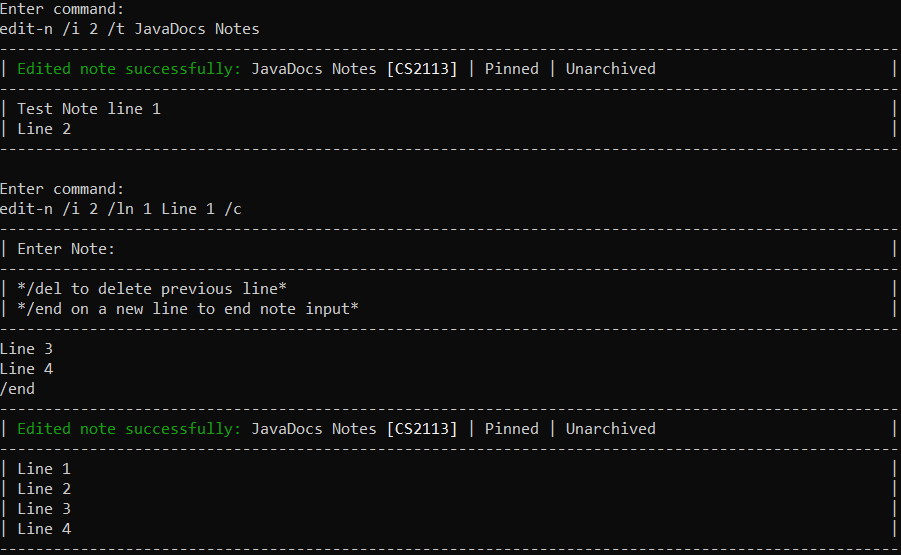 Enter command:
edit-n /i 2 /t JavaDocs Notes
----------------------------------------------------------------------------------------------------
| Edited note successfully: JavaDocs Notes [CS2113] | Pinned | Unarchived |
----------------------------------------------------------------------------------------------------
| Test Note line 1 |
| Line 2 |
----------------------------------------------------------------------------------------------------
Enter command:
edit-n /i 2 /ln 1 Line 1 /c
----------------------------------------------------------------------------------------------------
| Enter Note: |
----------------------------------------------------------------------------------------------------
| */del to delete previous line* |
| */end on a new line to end note input* |
----------------------------------------------------------------------------------------------------
Line 3
Line 4
/end
----------------------------------------------------------------------------------------------------
| Edited note successfully: JavaDocs Notes [CS2113] | Pinned | Unarchived |
----------------------------------------------------------------------------------------------------
| Line 1 |
| Line 2 |
| Line 3 |
| Line 4 |
----------------------------------------------------------------------------------------------------